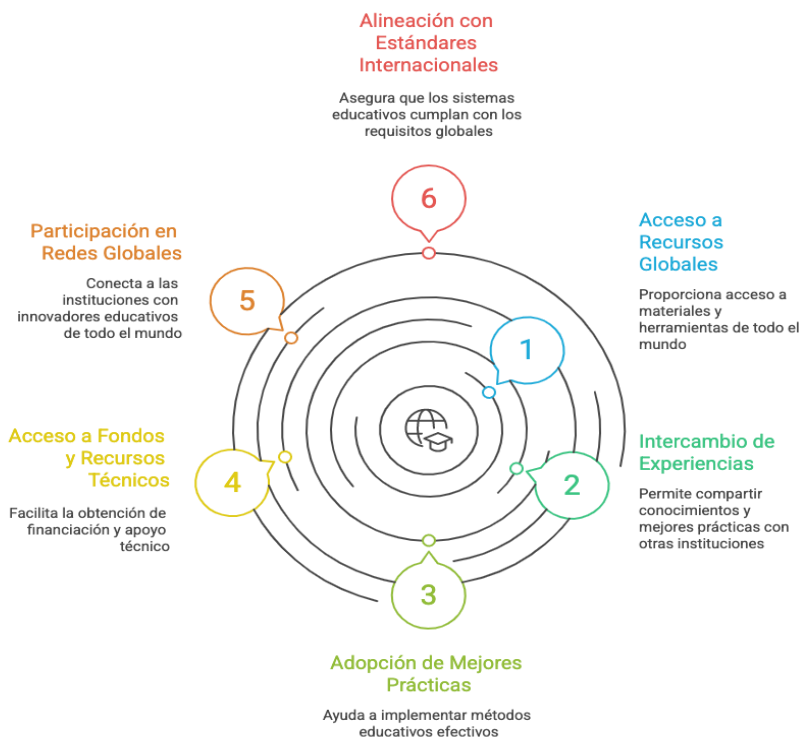 Alineación con
Estándares
Internacionales
Asegura que los sistemas
educativos cumplan con los
requisitos globales
6
Participación en
Redes Globales
Conecta a las
instituciones con
innovadores educativos
de todo el mundo
5
Acceso a
Recursos
Globales
Proporciona acceso a
materiales y
herramientas de todo el
mundo
1
Acceso a Fondos
y Recursos
Técnicos
Facilita la obtención de
financiación y apoyo
técnico
4
Intercambio de
Experiencias
Permite compartir
conocimientos y
mejores prácticas con
otras instituciones
2
3
Adopción de Mejores
Prácticas
Ayuda a implementar métodos
educativos efectivos